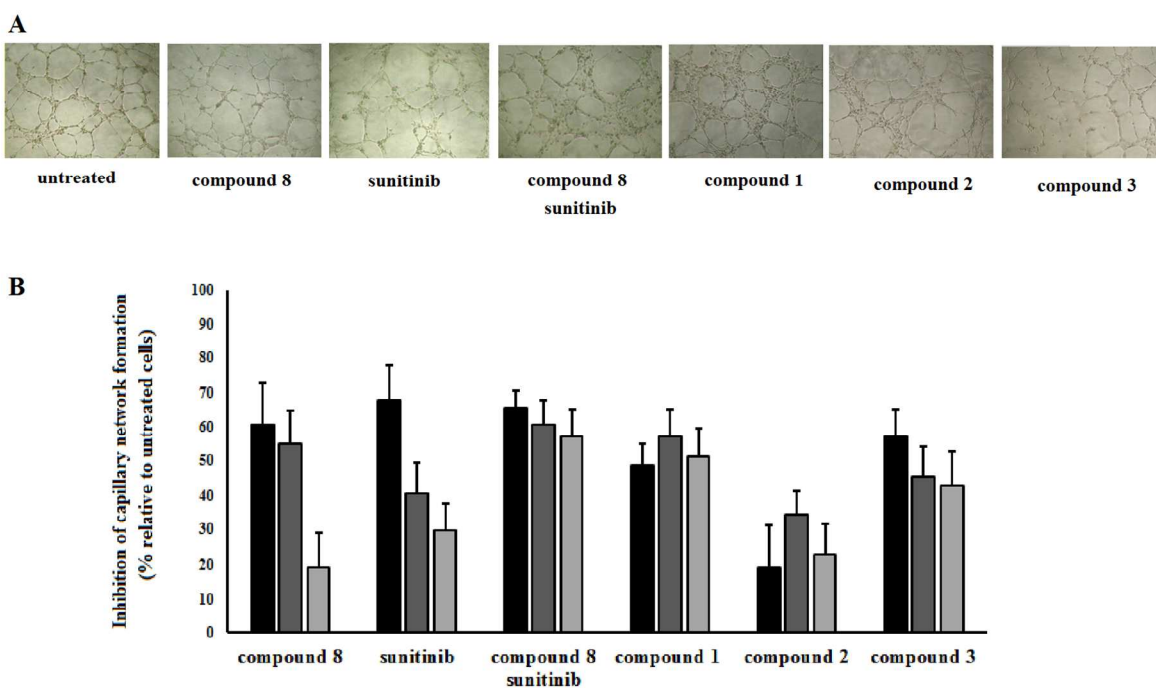 A
untreated
compound 8
sunitinib
compound 8
sunitinib
compound 1
compound 2
compound 3
B
Inhibition of capillary network formation
(% relative to untreated cells)
100
90
80
70
60
50
40
30
20
10
0
compound 8
sunitinib
compound 8
sunitinib
compound 1
compound 2
compound 3